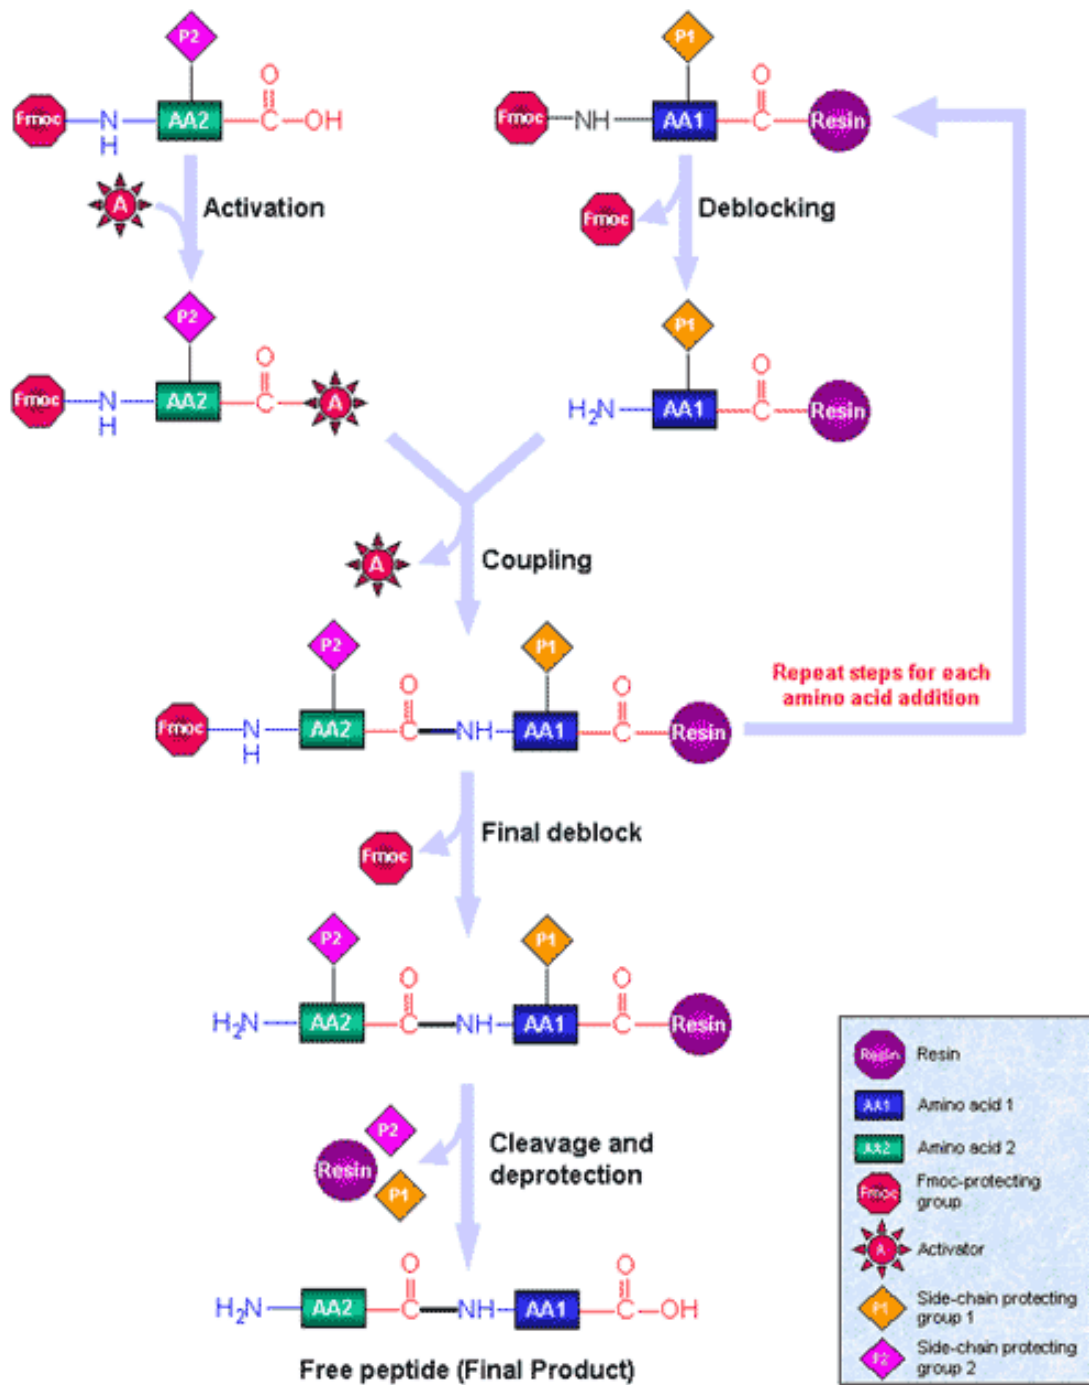 P2
P1
O
O
Fmoc N AA2 C OH
Fmoc NH AA1 C Resin
H
A Activation
Fmoc Deblocking
P2
P1
O
O
Fmoc N AA2 C A
H₂N AA1 C Resin
H
A Coupling
P2 P1
Repeat steps for each
amino acid addition
O O
Fmoc N AA2 C NH AA1 C Resin
H
Final deblock
Fmoc
P2 P1
O O
H₂N AA2 C NH AA1 C Resin
P2
Resin
P1
Cleavage and
deprotection
O O
H₂N AA2 C NH AA1 C OH
Free peptide (Final Product)
Resin Resin
AA1 Amino acid 1
AA2 Amino acid 2
Fmoc Fmoc-protecting
group
A Activator
P1 Side-chain protecting
group 1
P2 Side-chain protecting
group 2